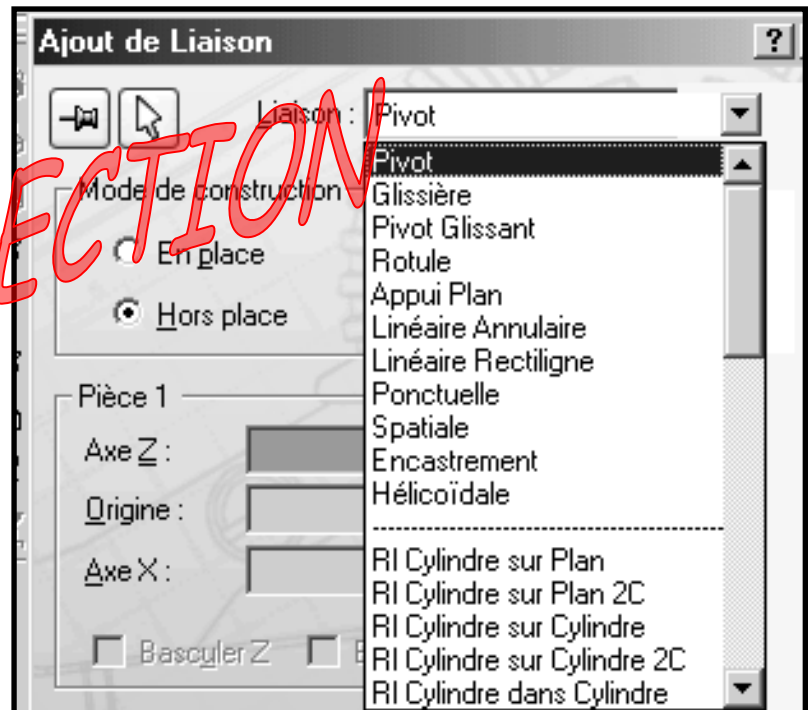 Ajout de Liaison
?
Liaison : Pivot
Pivot
Glissière
Pivot Glissant
Rotule
Appui Plan
Linéaire Annulaire
Linéaire Rectiligne
Ponctuelle
Spatiale
Encastrement
Hélicoïdale
RI Cylindre sur Plan
RI Cylindre sur Plan 2C
RI Cylindre sur Cylindre
RI Cylindre sur Cylindre 2C
RI Cylindre dans Cylindre
Mode de construction
En place
Hors place
Pièce 1
Axe Z :
Origine :
Axe X :
Basculer Z
ECTION